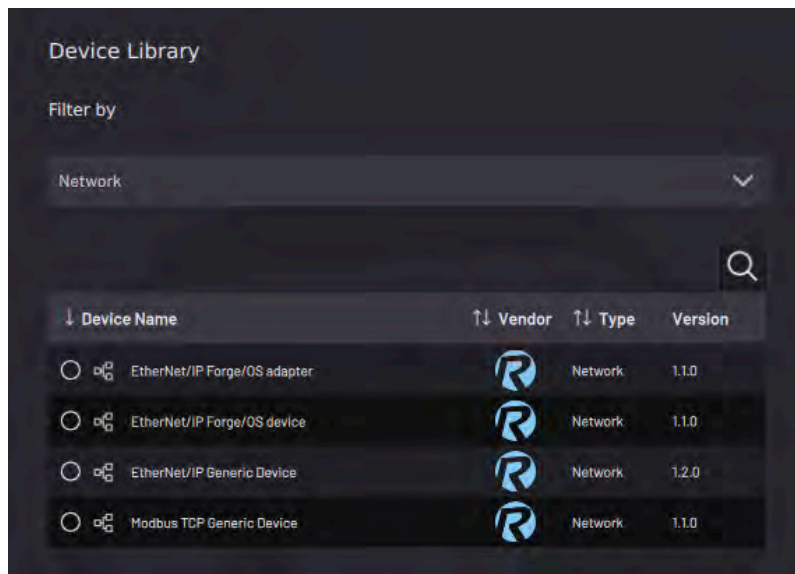 Device Library
Filter by
Network
↓ Device Name ↑↓ Vendor ↑↓ Type Version
EtherNet/IP Forge/OS adapter R Network 1.1.0
EtherNet/IP Forge/OS device R Network 1.1.0
EtherNet/IP Generic Device R Network 1.2.0
Modbus TCP Generic Device R Network 1.1.0